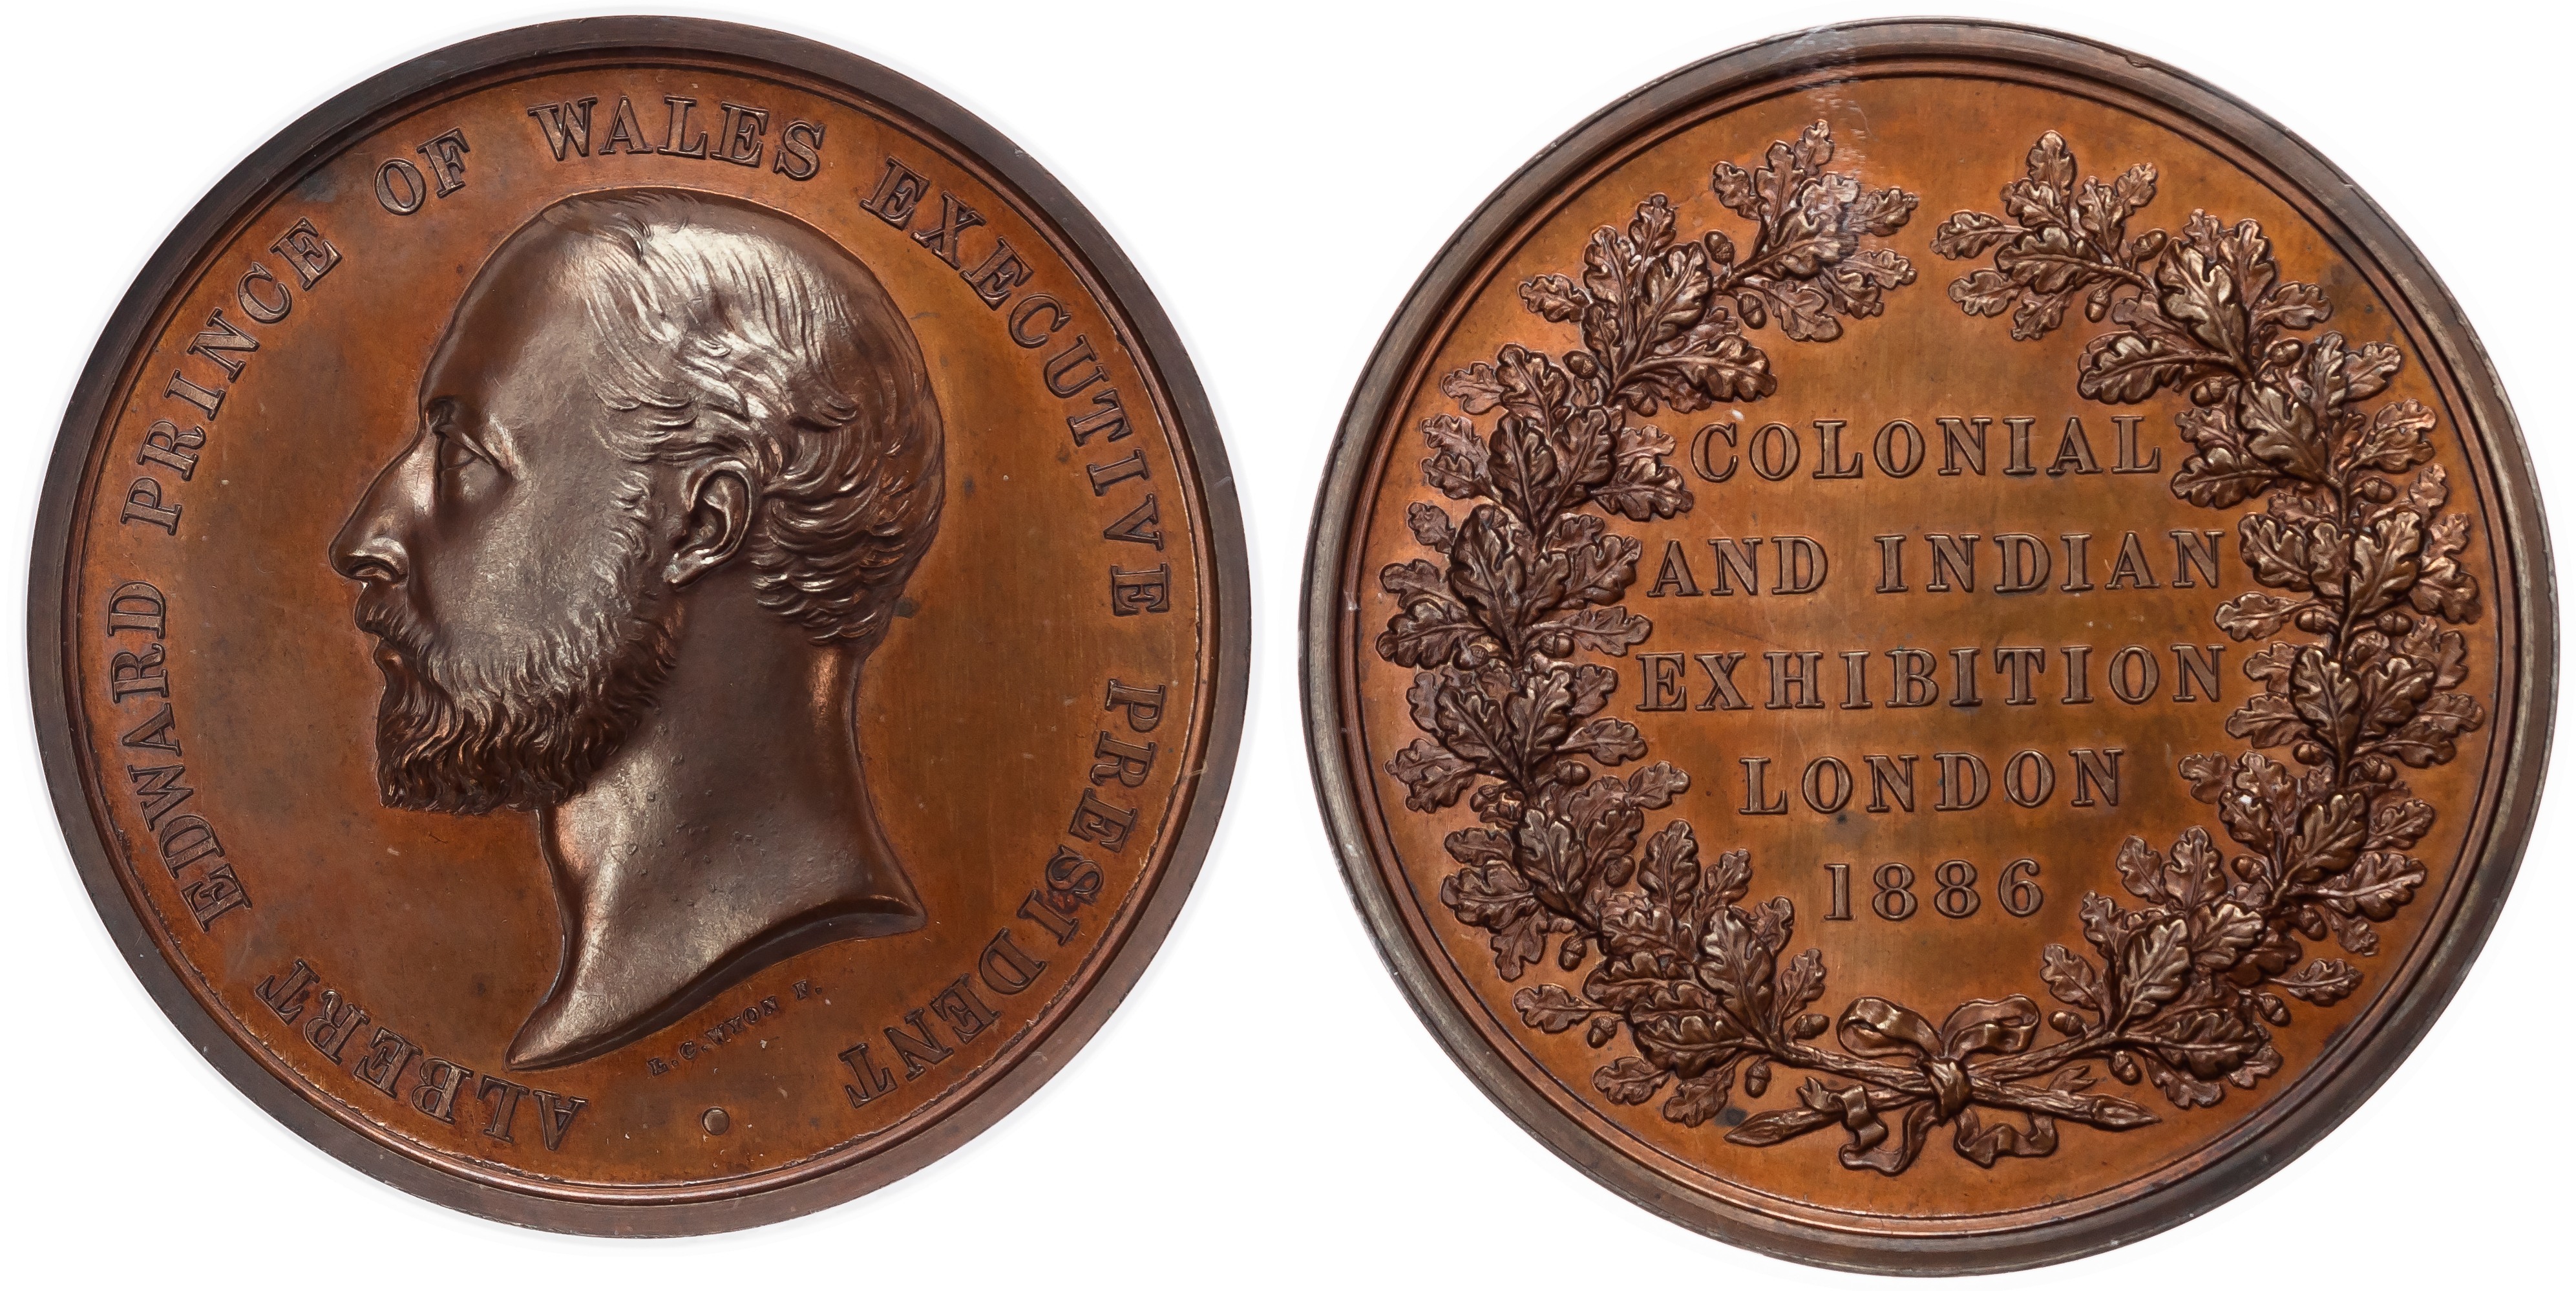 ALBERT EDWARD PRINCE OF WALES EXECUTIVE PRESIDENT
L.C.WYON F.
COLONIAL
AND INDIAN
EXHIBITION
LONDON
1886